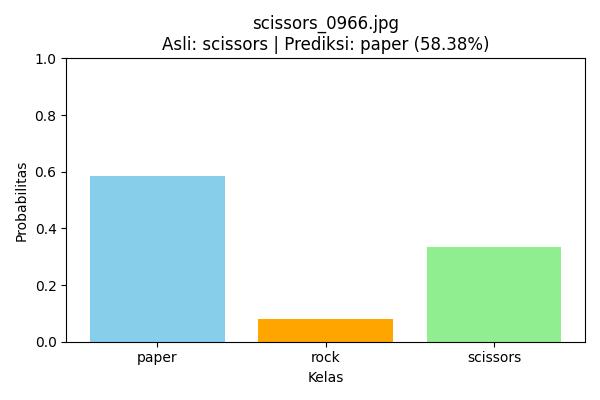 scissors_0966.jpg
Asli: scissors | Prediksi: paper (58.38%)
1.0
0.8
0.6
0.4
0.2
0.0
Probabilitas
paper rock scissors
Kelas